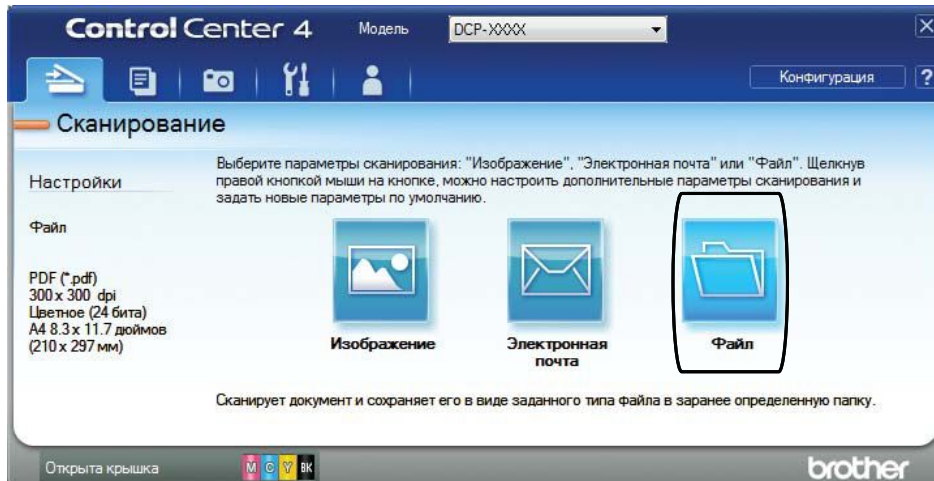 Control Center 4 Модель DCP-XXXX X
Конфигурация ?
Сканирование
Настройки
Файл
PDF (*.pdf)
300 x 300 dpi
Цветное (24 бита)
A4 8.3 x 11.7 дюймов
(210 x 297 мм)
Выберите параметры сканирования: "Изображение", "Электронная почта" или "Файл". Щелкнув
правой кнопкой мыши на кнопке, можно настроить дополнительные параметры сканирования и
задать новые параметры по умолчанию.
Изображение
Электронная
почта
Файл
Сканирует документ и сохраняет его в виде заданного типа файла в заранее определенную папку.
Открыта крышка M C Y BK brother